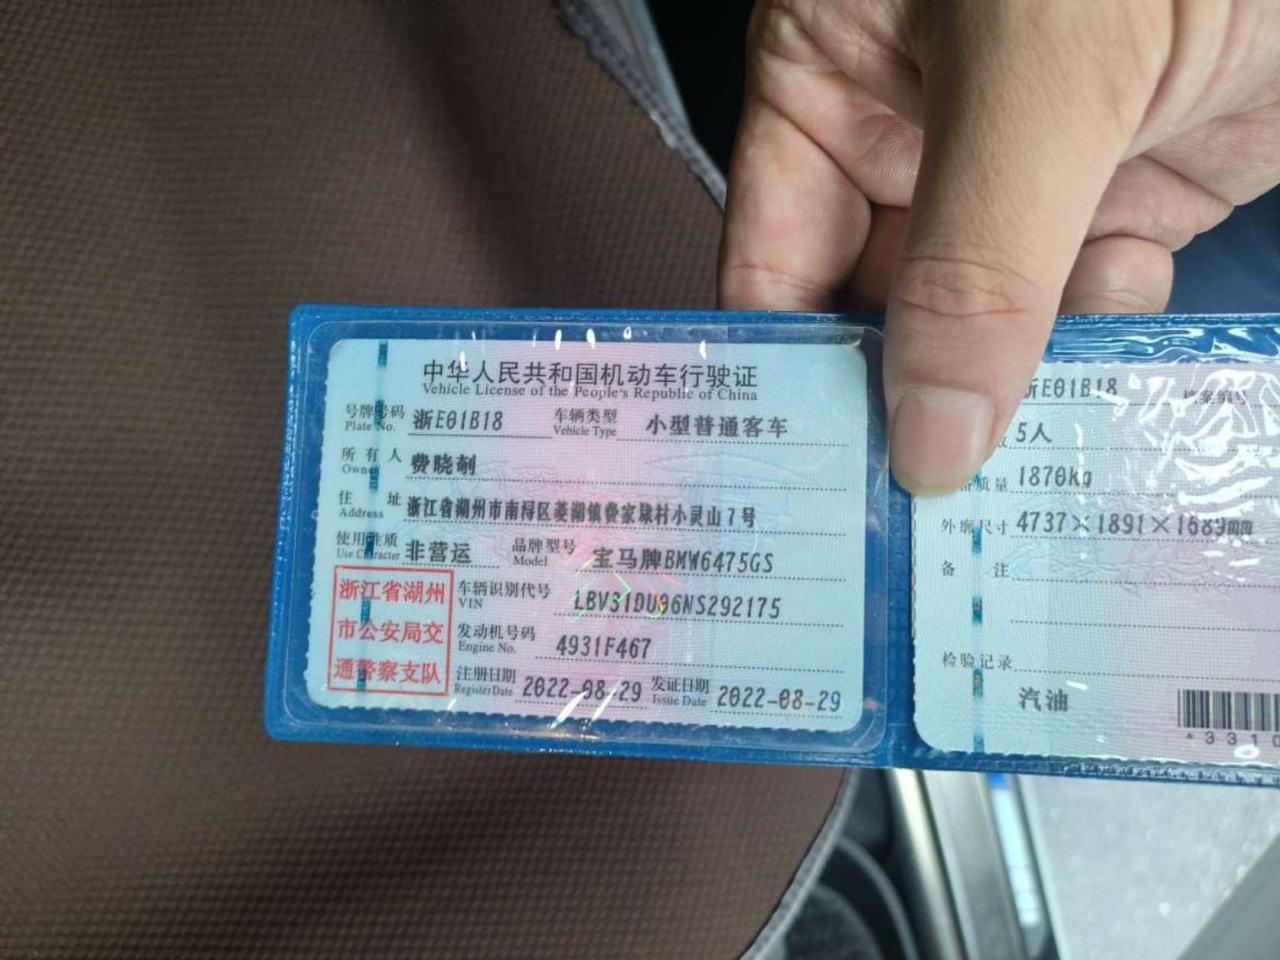 中华人民共和国机动车行驶证
Vehicle License of the People's Republic of China
号牌号码 浙E01B18 车辆类型 小型普通客车
Plate No. Vehicle Type
所有人 费晓
Owner
住址 浙江省湖州市南浔区菱湖镇费家埭村小灵山7号
Address
使用性质 非营运 品牌型号 宝马牌BMW6475GS
Use Character Model
浙江省湖州
市公安局交
通警察支队
车辆识别代号 LBV31DU06NS292175
VIN
发动机号码 4931F467
Engine No.
注册日期 2022-08-29 发证日期 2022-08-29
Register Date Issue Date
浙E01B18
5人
质量 1870kg
外廓尺寸 4737×1891×1689mm
备注
检验记录
汽油
*3310